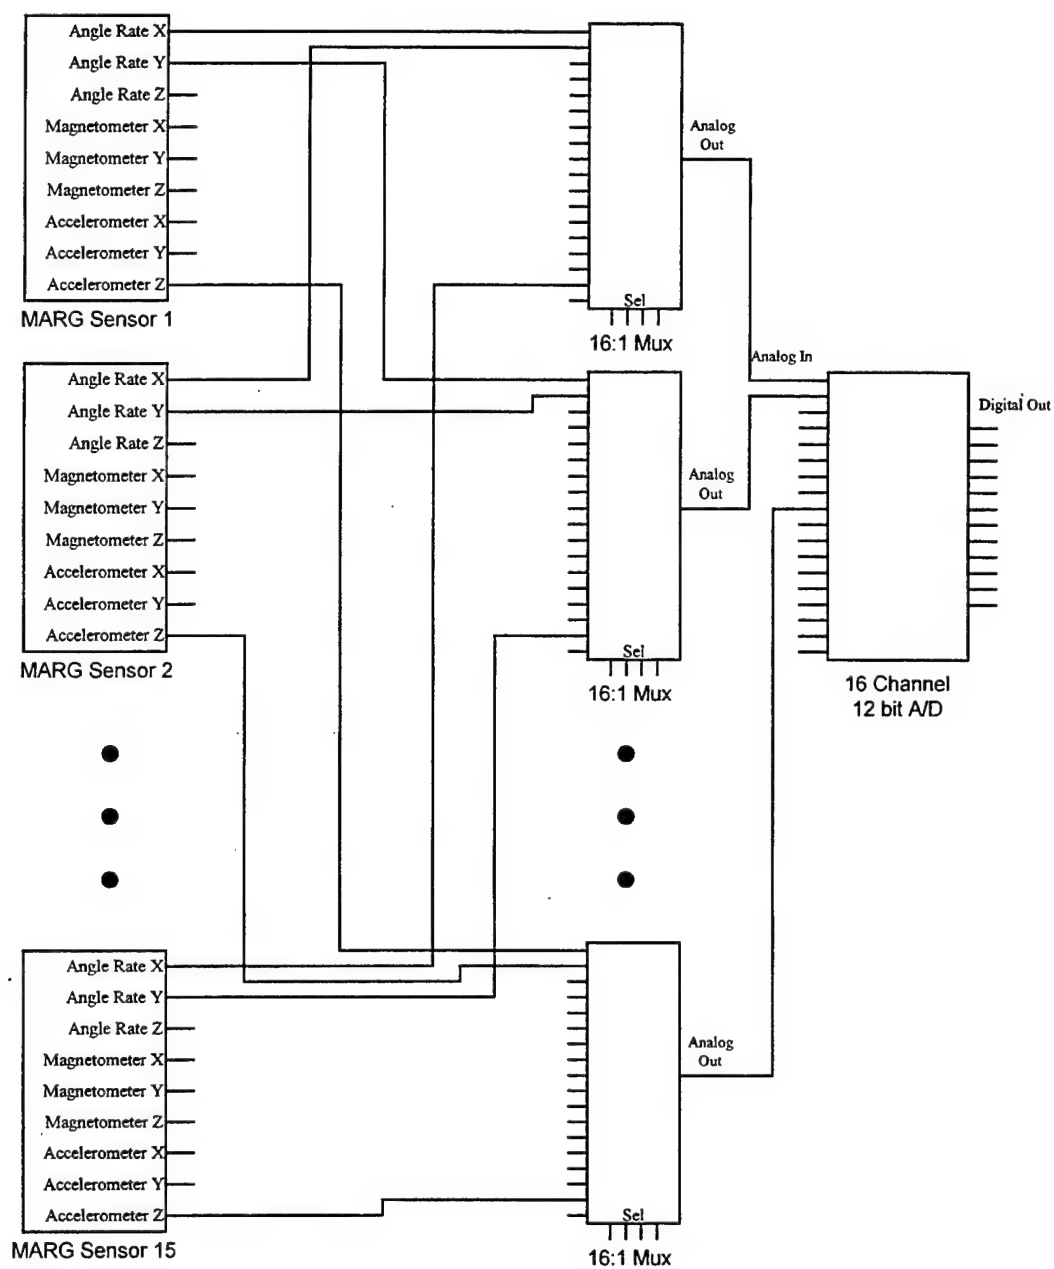 Angle Rate X
Angle Rate Y
Angle Rate Z
Magnetometer X
Magnetometer Y
Magnetometer Z
Accelerometer X
Accelerometer Y
Accelerometer Z
MARG Sensor 1
Sel
16:1 Mux
Analog
Out
Analog In
Angle Rate X
Angle Rate Y
Angle Rate Z
Magnetometer X
Magnetometer Y
Magnetometer Z
Accelerometer X
Accelerometer Y
Accelerometer Z
MARG Sensor 2
Sel
16:1 Mux
Analog
Out
Digital Out
16 Channel
12 bit A/D
Angle Rate X
Angle Rate Y
Angle Rate Z
Magnetometer X
Magnetometer Y
Magnetometer Z
Accelerometer X
Accelerometer Y
Accelerometer Z
MARG Sensor 15
Analog
Out
Sel
16:1 Mux